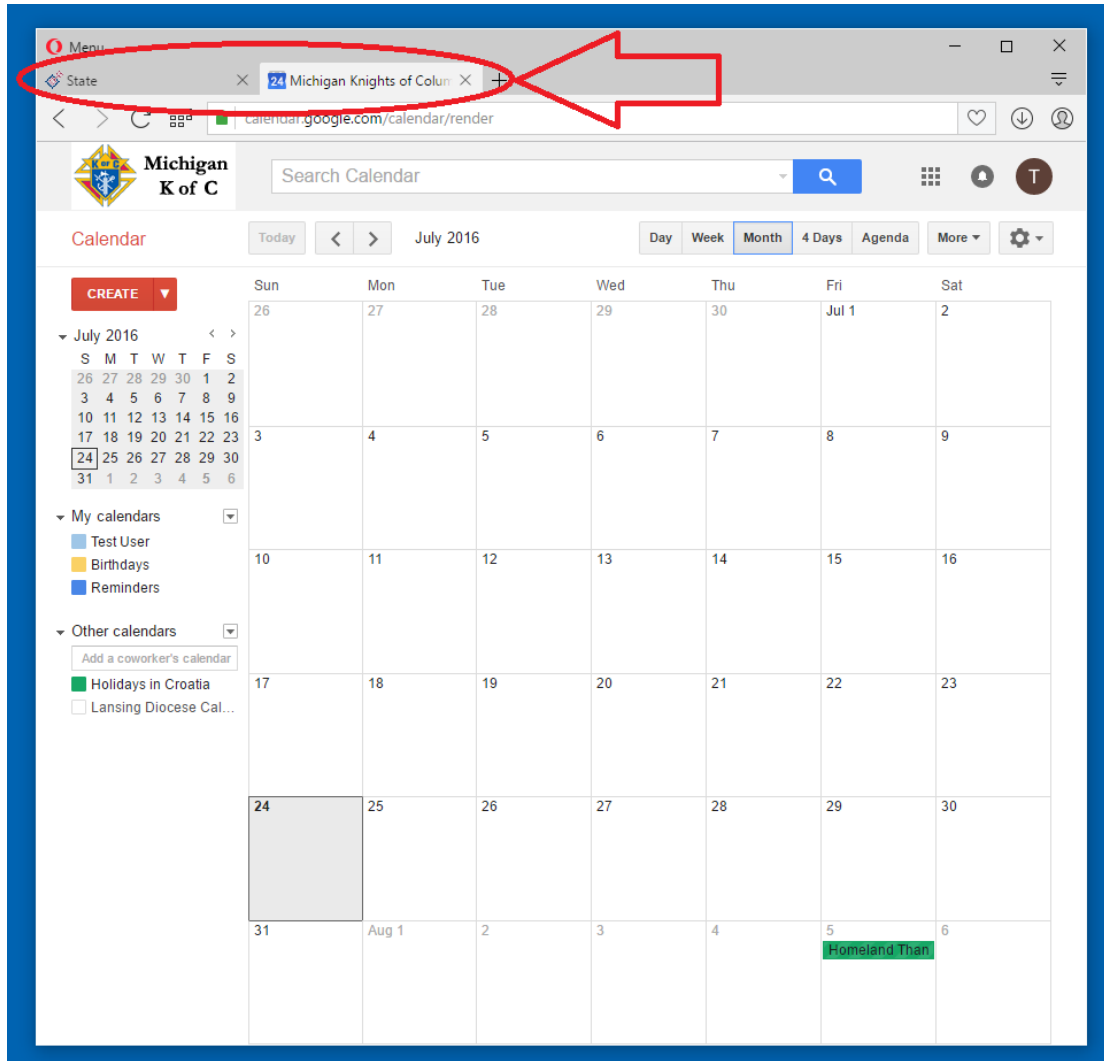 Menu
State
24 Michigan Knights of Colum
calendar.google.com/calendar/render
K of C
Michigan
K of C
Search Calendar
T
Calendar
Today
July 2016
Day Week Month 4 Days Agenda More
CREATE
Sun Mon Tue Wed Thu Fri Sat
26 27 28 29 30 Jul 1 2
July 2016
S M T W T F S
26 27 28 29 30 1 2
3 4 5 6 7 8 9
10 11 12 13 14 15 16
17 18 19 20 21 22 23
24 25 26 27 28 29 30
31 1 2 3 4 5 6
3 4 5 6 7 8 9
My calendars
Test User
Birthdays
Reminders
10 11 12 13 14 15 16
Other calendars
Add a coworker's calendar
Holidays in Croatia
Lansing Diocese Cal...
17 18 19 20 21 22 23
24 25 26 27 28 29 30
31 Aug 1 2 3 4 5 6
Homeland Than